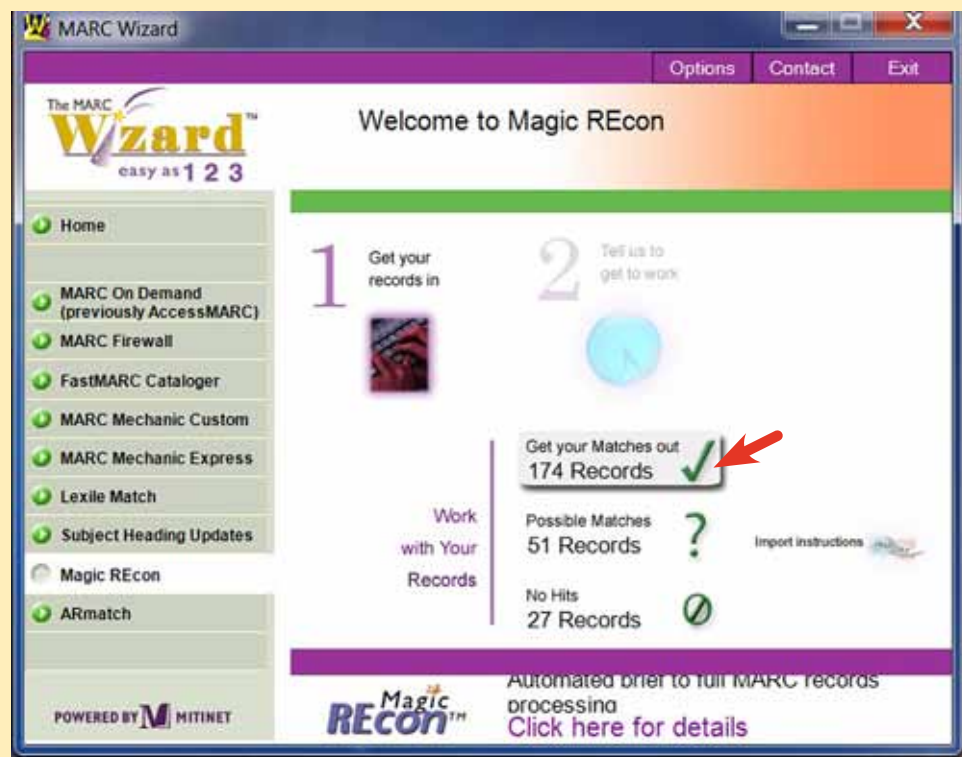 MARC Wizard
Options Contact Exit
The MARC
Wizard™
easy as 1 2 3
Welcome to Magic REcon
Home
MARC On Demand
(previously AccessMARC)
MARC Firewall
FastMARC Cataloger
MARC Mechanic Custom
MARC Mechanic Express
Lexile Match
Subject Heading Updates
Magic REcon
ARmatch
POWERED BY MITINET
1 Get your
records in
2 Tell us to
get to work
Work
with Your
Records
Get your Matches out
174 Records
Possible Matches
51 Records
Import instructions
No Hits
27 Records
Magic
REcon™
Automated brief to full MARC records
processing
Click here for details